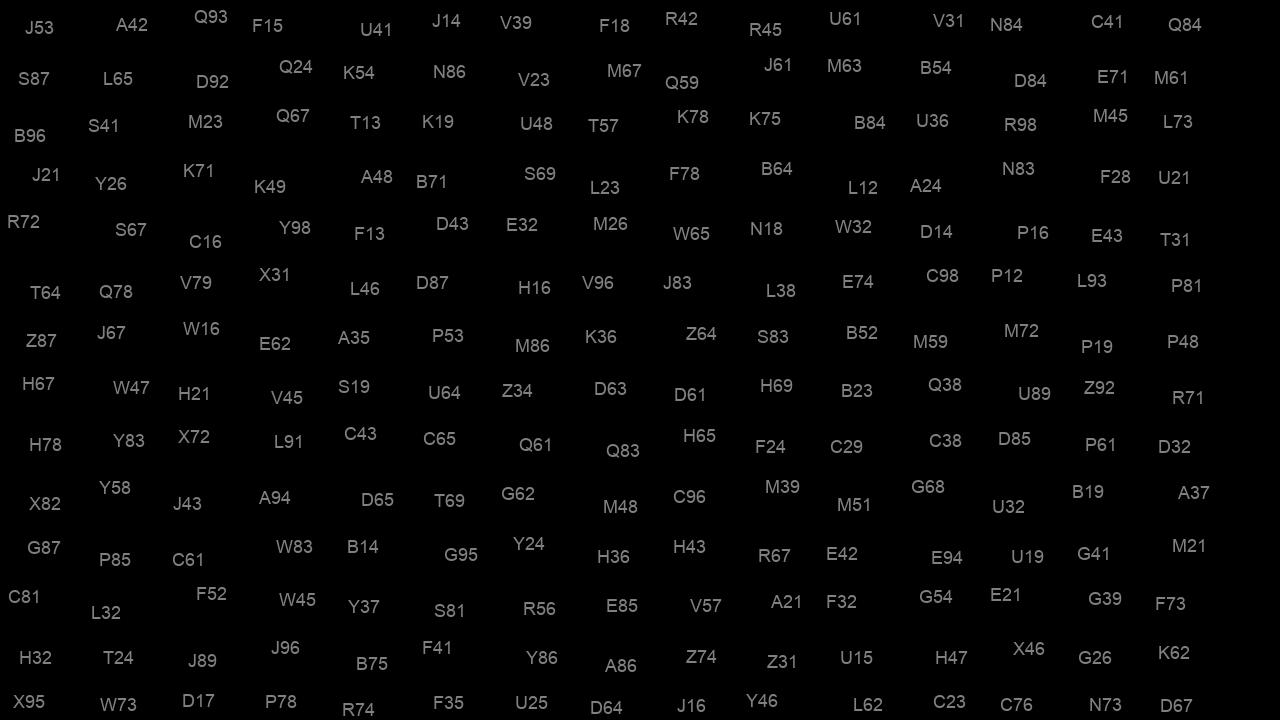 J53 A42 Q93 F15 U41 J14 V39 F18 R42 R45 U61 V31 N84 C41 Q84
S87 L65 D92 Q24 K54 N86 V23 M67 Q59 J61 M63 B54 D84 E71 M61
B96 S41 M23 Q67 T13 K19 U48 T57 K78 K75 B84 U36 R98 M45 L73
J21 Y26 K71 K49 A48 B71 S69 L23 F78 B64 L12 A24 N83 F28 U21
R72 S67 C16 Y98 F13 D43 E32 M26 W65 N18 W32 D14 P16 E43 T31
T64 Q78 V79 X31 L46 D87 H16 V96 J83 L38 E74 C98 P12 L93 P81
Z87 J67 W16 E62 A35 P53 M86 K36 Z64 S83 B52 M59 M72 P19 P48
H67 W47 H21 V45 S19 U64 Z34 D63 D61 H69 B23 Q38 U89 Z92 R71
H78 Y83 X72 L91 C43 C65 Q61 Q83 H65 F24 C29 C38 D85 P61 D32
X82 Y58 J43 A94 D65 T69 G62 M48 C96 M39 M51 G68 U32 B19 A37
G87 P85 C61 W83 B14 G95 Y24 H36 H43 R67 E42 E94 U19 G41 M21
C81 L32 F52 W45 Y37 S81 R56 E85 V57 A21 F32 G54 E21 G39 F73
H32 T24 J89 J96 B75 F41 Y86 A86 Z74 Z31 U15 H47 X46 G26 K62
X95 W73 D17 P78 R74 F35 U25 D64 J16 Y46 L62 C23 C76 N73 D67